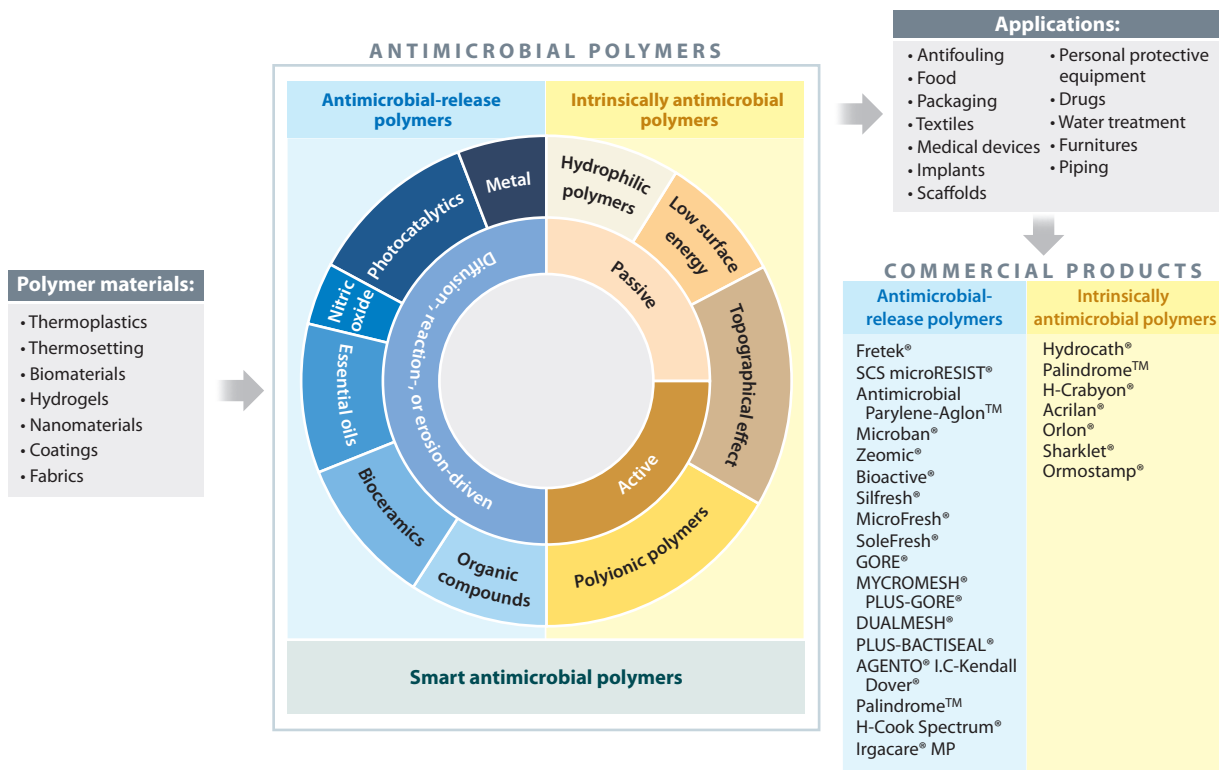 Polymer materials:
• Thermoplastics
• Thermosetting
• Biomaterials
• Hydrogels
• Nanomaterials
• Coatings
• Fabrics
ANTIMICROBIAL POLYMERS
Antimicrobial-release
polymers
Intrinsically antimicrobial
polymers
Metal
Photocatalytics
Nitric
oxide
Essential oils
Bioceramics
Organic
compounds
Diffusion-, reaction-, or erosion-driven
Hydrophilic
polymers
Low surface
energy
Topographical effect
Polyionic polymers
Passive
Active
Smart antimicrobial polymers
Applications:
• Antifouling
• Food
• Packaging
• Textiles
• Medical devices
• Implants
• Scaffolds
• Personal protective
equipment
• Drugs
• Water treatment
• Furnitures
• Piping
COMMERCIAL PRODUCTS
Antimicrobial-
release polymers
Fretek®
SCS microRESIST®
Antimicrobial
Parylene-Aglon™
Microban®
Zeomic®
Bioactive®
Silfresh®
MicroFresh®
SoleFresh®
GORE®
MYCROMESH®
PLUS-GORE®
DUALMESH®
PLUS-BACTISEAL®
AGENTO® I.C-Kendall
Dover®
Palindrome™
H-Cook Spectrum®
Irgacare® MP
Intrinsically
antimicrobial polymers
Hydrocath®
Palindrome™
H-Crabyon®
Acrilan®
Orlon®
Sharklet®
Ormostamp®